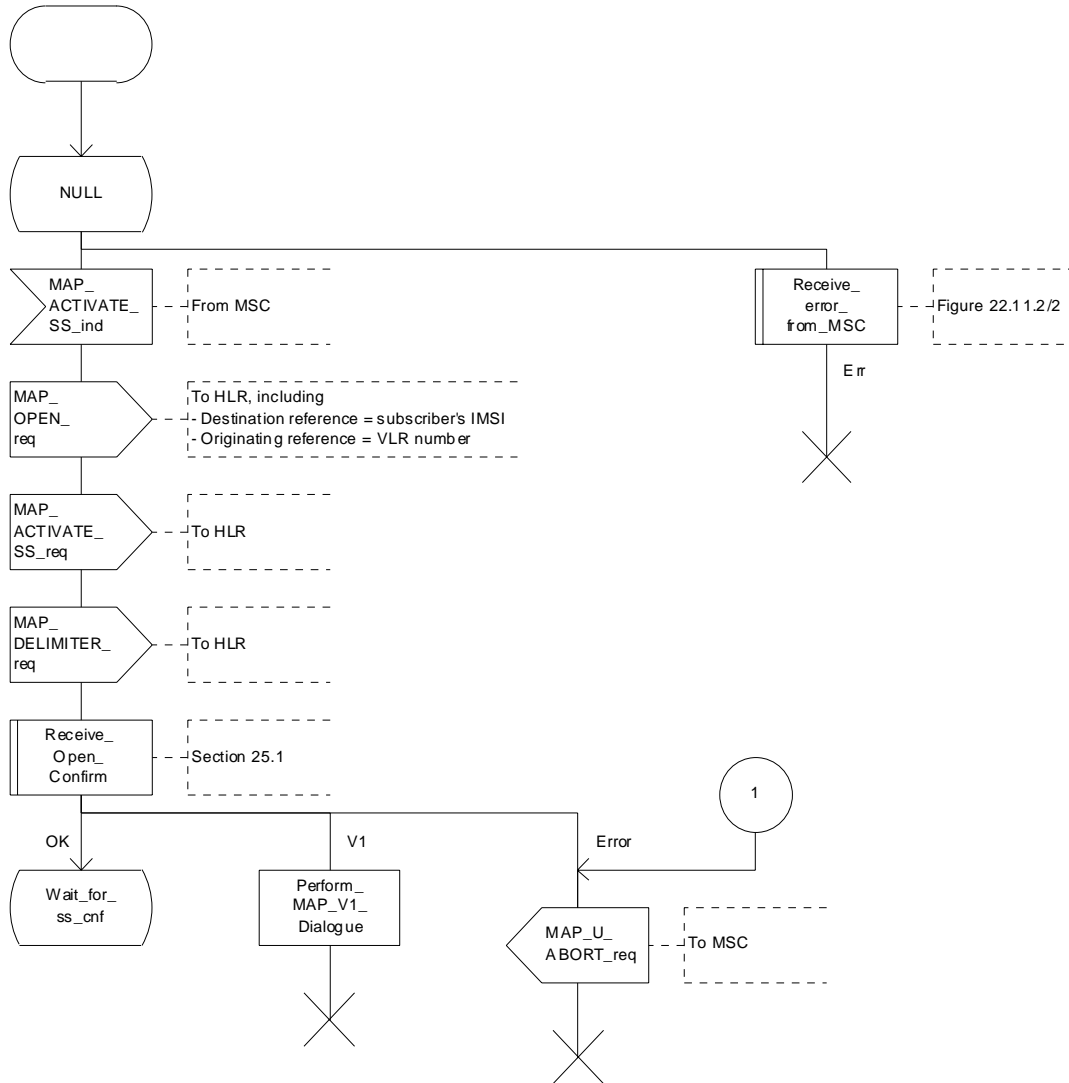 NULL
MAP_
ACTIVATE_
SS_ind
From MSC
Receive_
error_
from_MSC
Figure 22.11.2/2
Err
MAP_
OPEN_
req
To HLR, including
- Destination reference = subscriber's IMSI
- Originating reference = VLR number
MAP_
ACTIVATE_
SS_req
To HLR
MAP_
DELIMITER_
req
To HLR
Receive_
Open_
Confirm
Section 25.1
1
OK
V1
Error
Wait_for_
ss_cnf
Perform_
MAP_V1_
Dialogue
MAP_U_
ABORT_req
To MSC